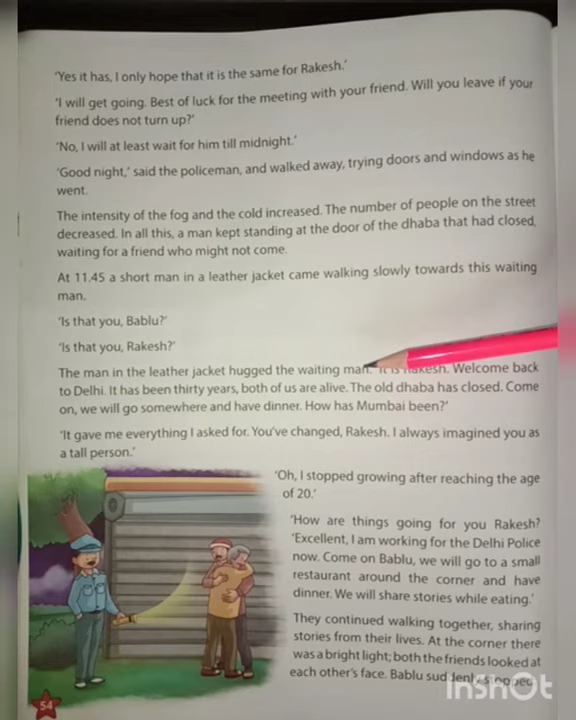 'Yes it has, I only hope that it is the same for Rakesh.'
'I will get going. Best of luck for the meeting with your friend. Will you leave if your
friend does not turn up?'
'No, I will at least wait for him till midnight.'
'Good night,' said the policeman, and walked away, trying doors and windows as he
went.
The intensity of the fog and the cold increased. The number of people on the street
decreased. In all this, a man kept standing at the door of the dhaba that had closed,
waiting for a friend who might not come.
At 11.45 a short man in a leather jacket came walking slowly towards this waiting
man.
'Is that you, Bablu?'
'Is that you, Rakesh?'
The man in the leather jacket hugged the waiting man. 'It is Rakesh. Welcome back
to Delhi. It has been thirty years, both of us are alive. The old dhaba has closed. Come
on, we will go somewhere and have dinner. How has Mumbai been?'
'It gave me everything I asked for. You've changed, Rakesh. I always imagined you as
a tall person.'
'Oh, I stopped growing after reaching the age
of 20.'
'How are things going for you Rakesh?
'Excellent, I am working for the Delhi Police
now. Come on Bablu, we will go to a small
restaurant around the corner and have
dinner. We will share stories while eating.'
They continued walking together, sharing
stories from their lives. At the corner there
was a bright light; both the friends looked at
each other's face. Bablu suddenly stopped
54
InShOt